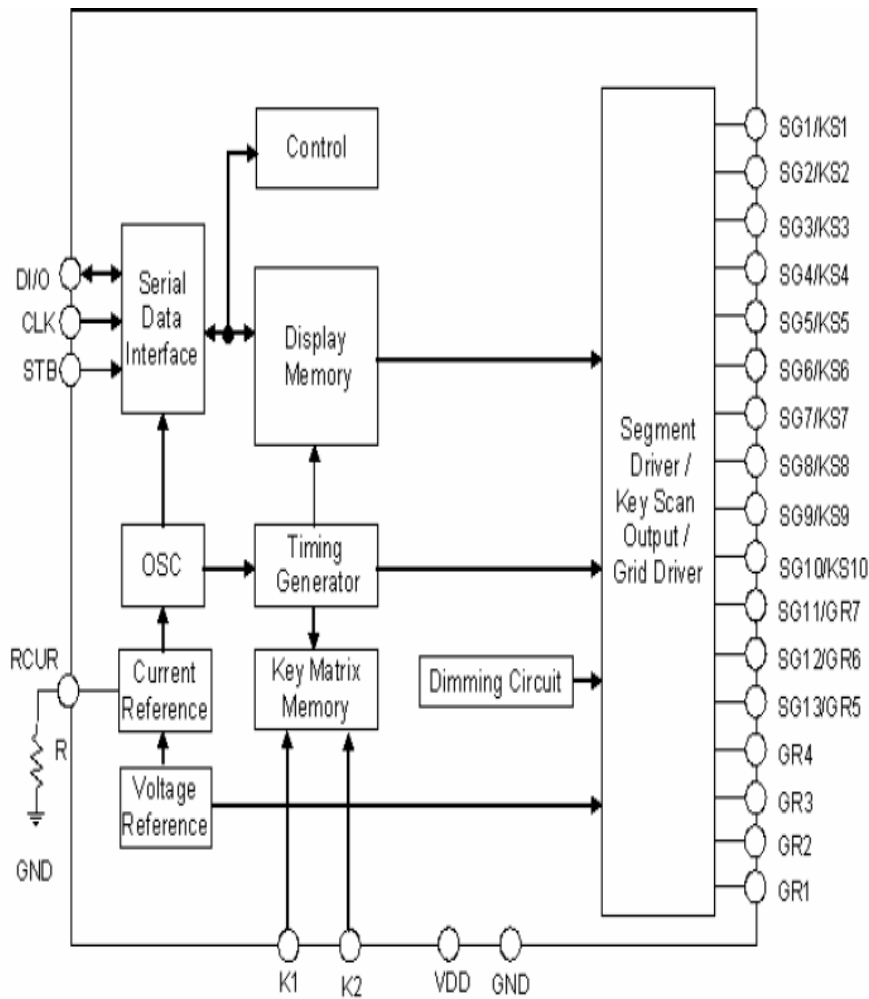 Control
DI/O
CLK
STB
Serial
Data
Interface
Display
Memory
OSC
Timing
Generator
RCUR
R
GND
Current
Reference
Key Matrix
Memory
Dimming Circuit
Voltage
Reference
Segment
Driver /
Key Scan
Output /
Grid Driver
SG1/KS1
SG2/KS2
SG3/KS3
SG4/KS4
SG5/KS5
SG6/KS6
SG7/KS7
SG8/KS8
SG9/KS9
SG10/KS10
SG11/GR7
SG12/GR6
SG13/GR5
GR4
GR3
GR2
GR1
K1
K2
VDD
GND